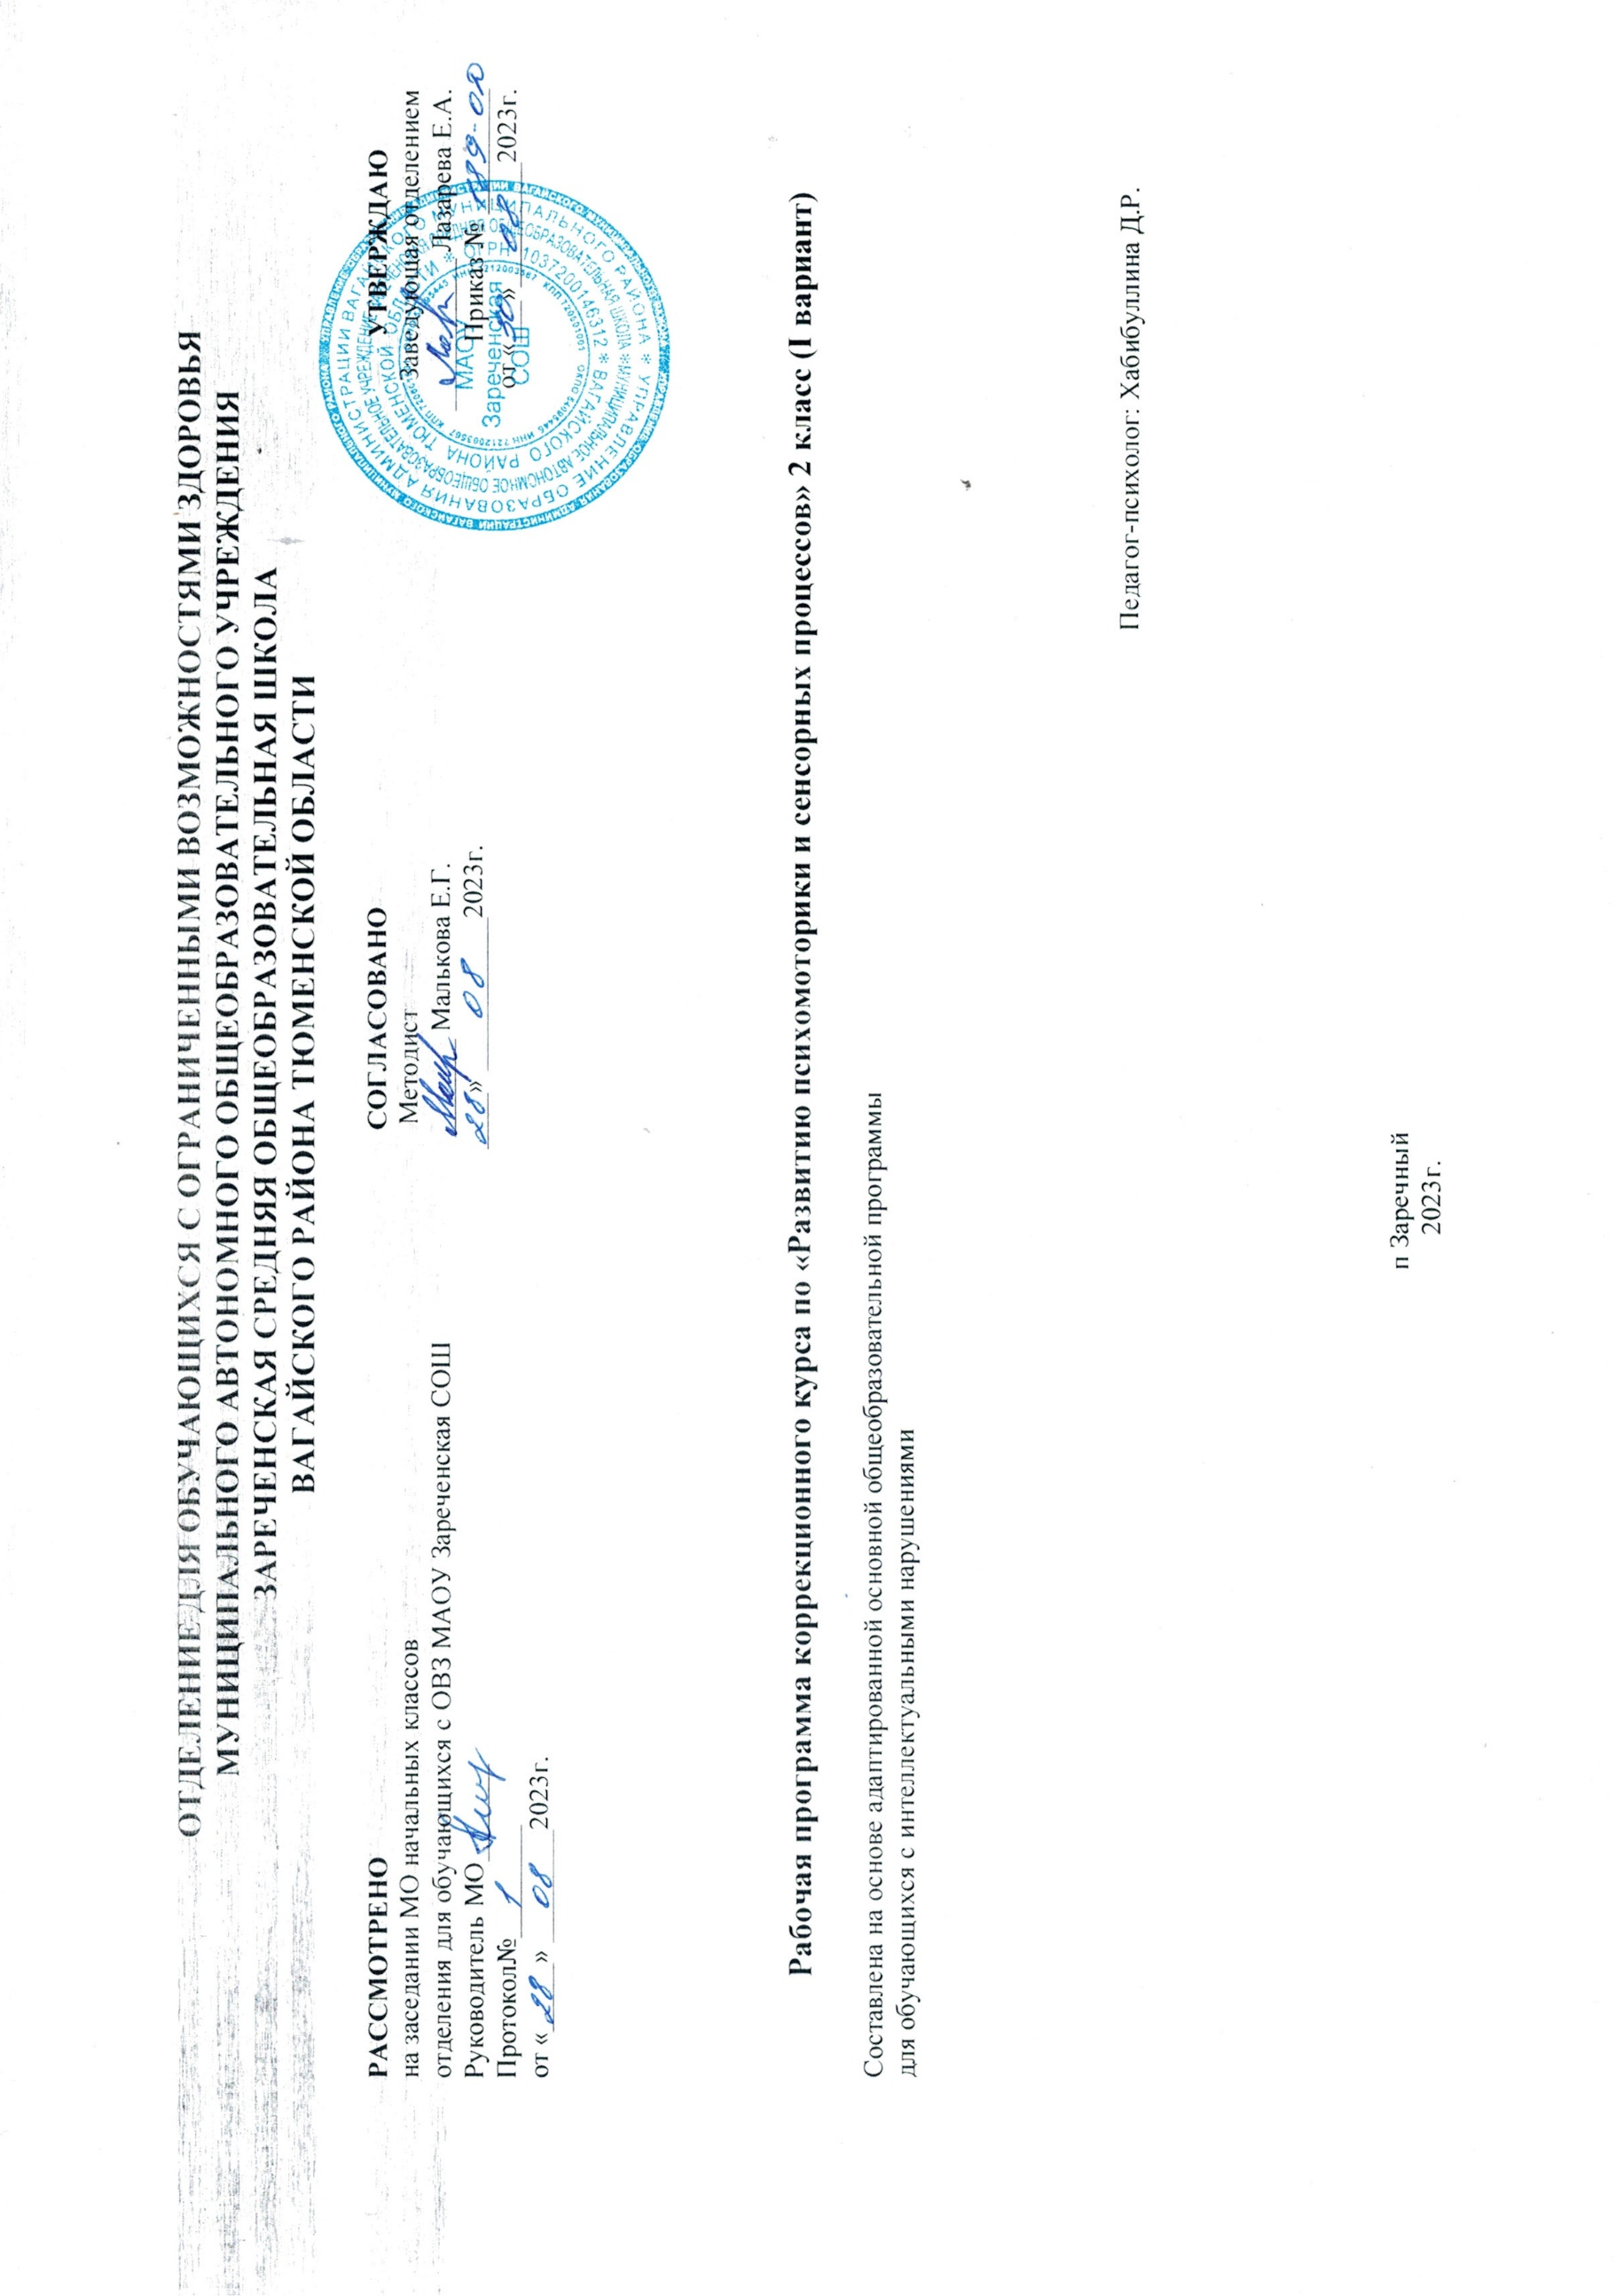 ОТДЕЛЕНИЕ ДЛЯ ОБУЧАЮЩИХСЯ С ОГРАНИЧЕННЫМИ ВОЗМОЖНОСТЯМИ ЗДОРОВЬЯ
МУНИЦИПАЛЬНОГО АВТОНОМНОГО ОБЩЕОБРАЗОВАТЕЛЬНОГО УЧРЕЖДЕНИЯ
ЗАРЕЧЕНСКАЯ СРЕДНЯЯ ОБЩЕОБРАЗОВАТЕЛЬНАЯ ШКОЛА
ВАГАЙСКОГО РАЙОНА ТЮМЕНСКОЙ ОБЛАСТИ
РАССМОТРЕНО
на заседании МО начальных классов
отделения для обучающихся с ОВЗ МАОУ Зареченская СОШ
Руководитель МО
Протокол№ 1
от « 28 » 08 2023г.
СОГЛАСОВАНО
Методист
Малькова Е.Г.
28» 08 2023г.
УТВЕРЖДАЮ
Заведующая отделением
Лазарева Е.А.
Приказ №
от «30» 08 2023г.
МАОУ
Зареченская
СОШ
Рабочая программа коррекционного курса по «Развитию психомоторики и сенсорных процессов» 2 класс (I вариант)
Составлена на основе адаптированной основной общеобразовательной программы
для обучающихся с интеллектуальными нарушениями
Педагог-психолог: Хабибуллина Д.Р.
п Заречный
2023г.